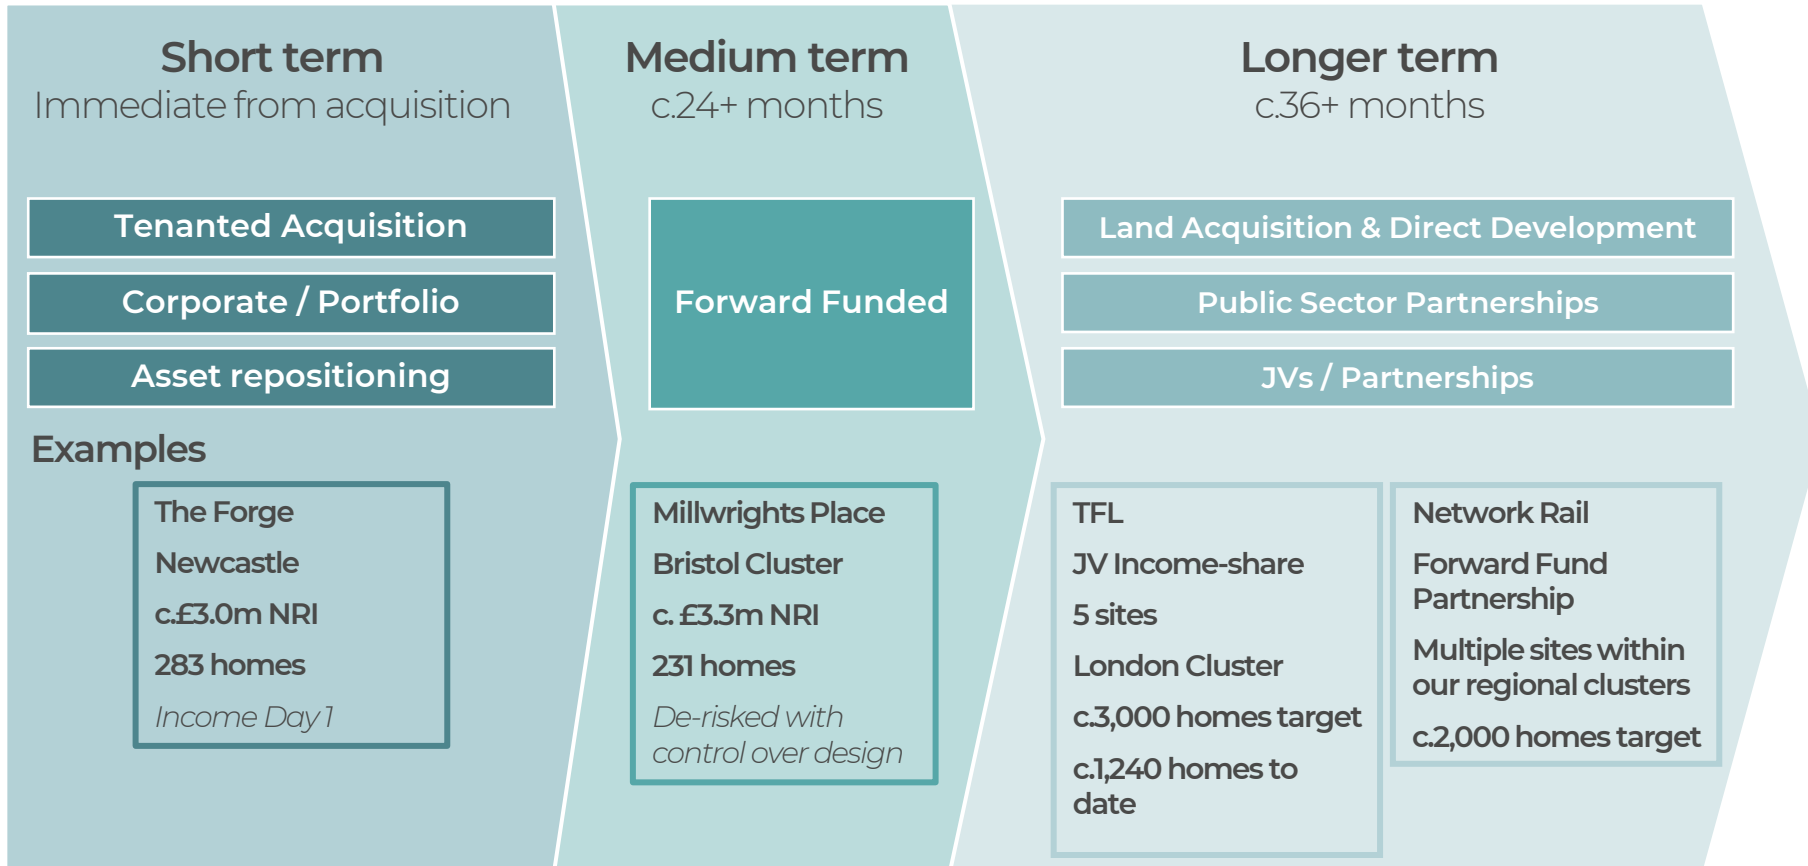 Short term
Immediate from acquisition
Tenanted Acquisition
Corporate / Portfolio
Asset repositioning
Medium term
c.24+ months
Forward Funded
Longer term
c.36+ months
Land Acquisition & Direct Development
Public Sector Partnerships
JVs / Partnerships
Examples
The Forge
Newcastle
c.£3.0m NRI
283 homes
Income Day 1
Millwrights Place
Bristol Cluster
c. £3.3m NRI
231 homes
De-risked with
control over design
TFL
JV Income-share
5 sites
London Cluster
c.3,000 homes target
c.1,240 homes to
date
Network Rail
Forward Fund
Partnership
Multiple sites within
our regional clusters
c.2,000 homes target